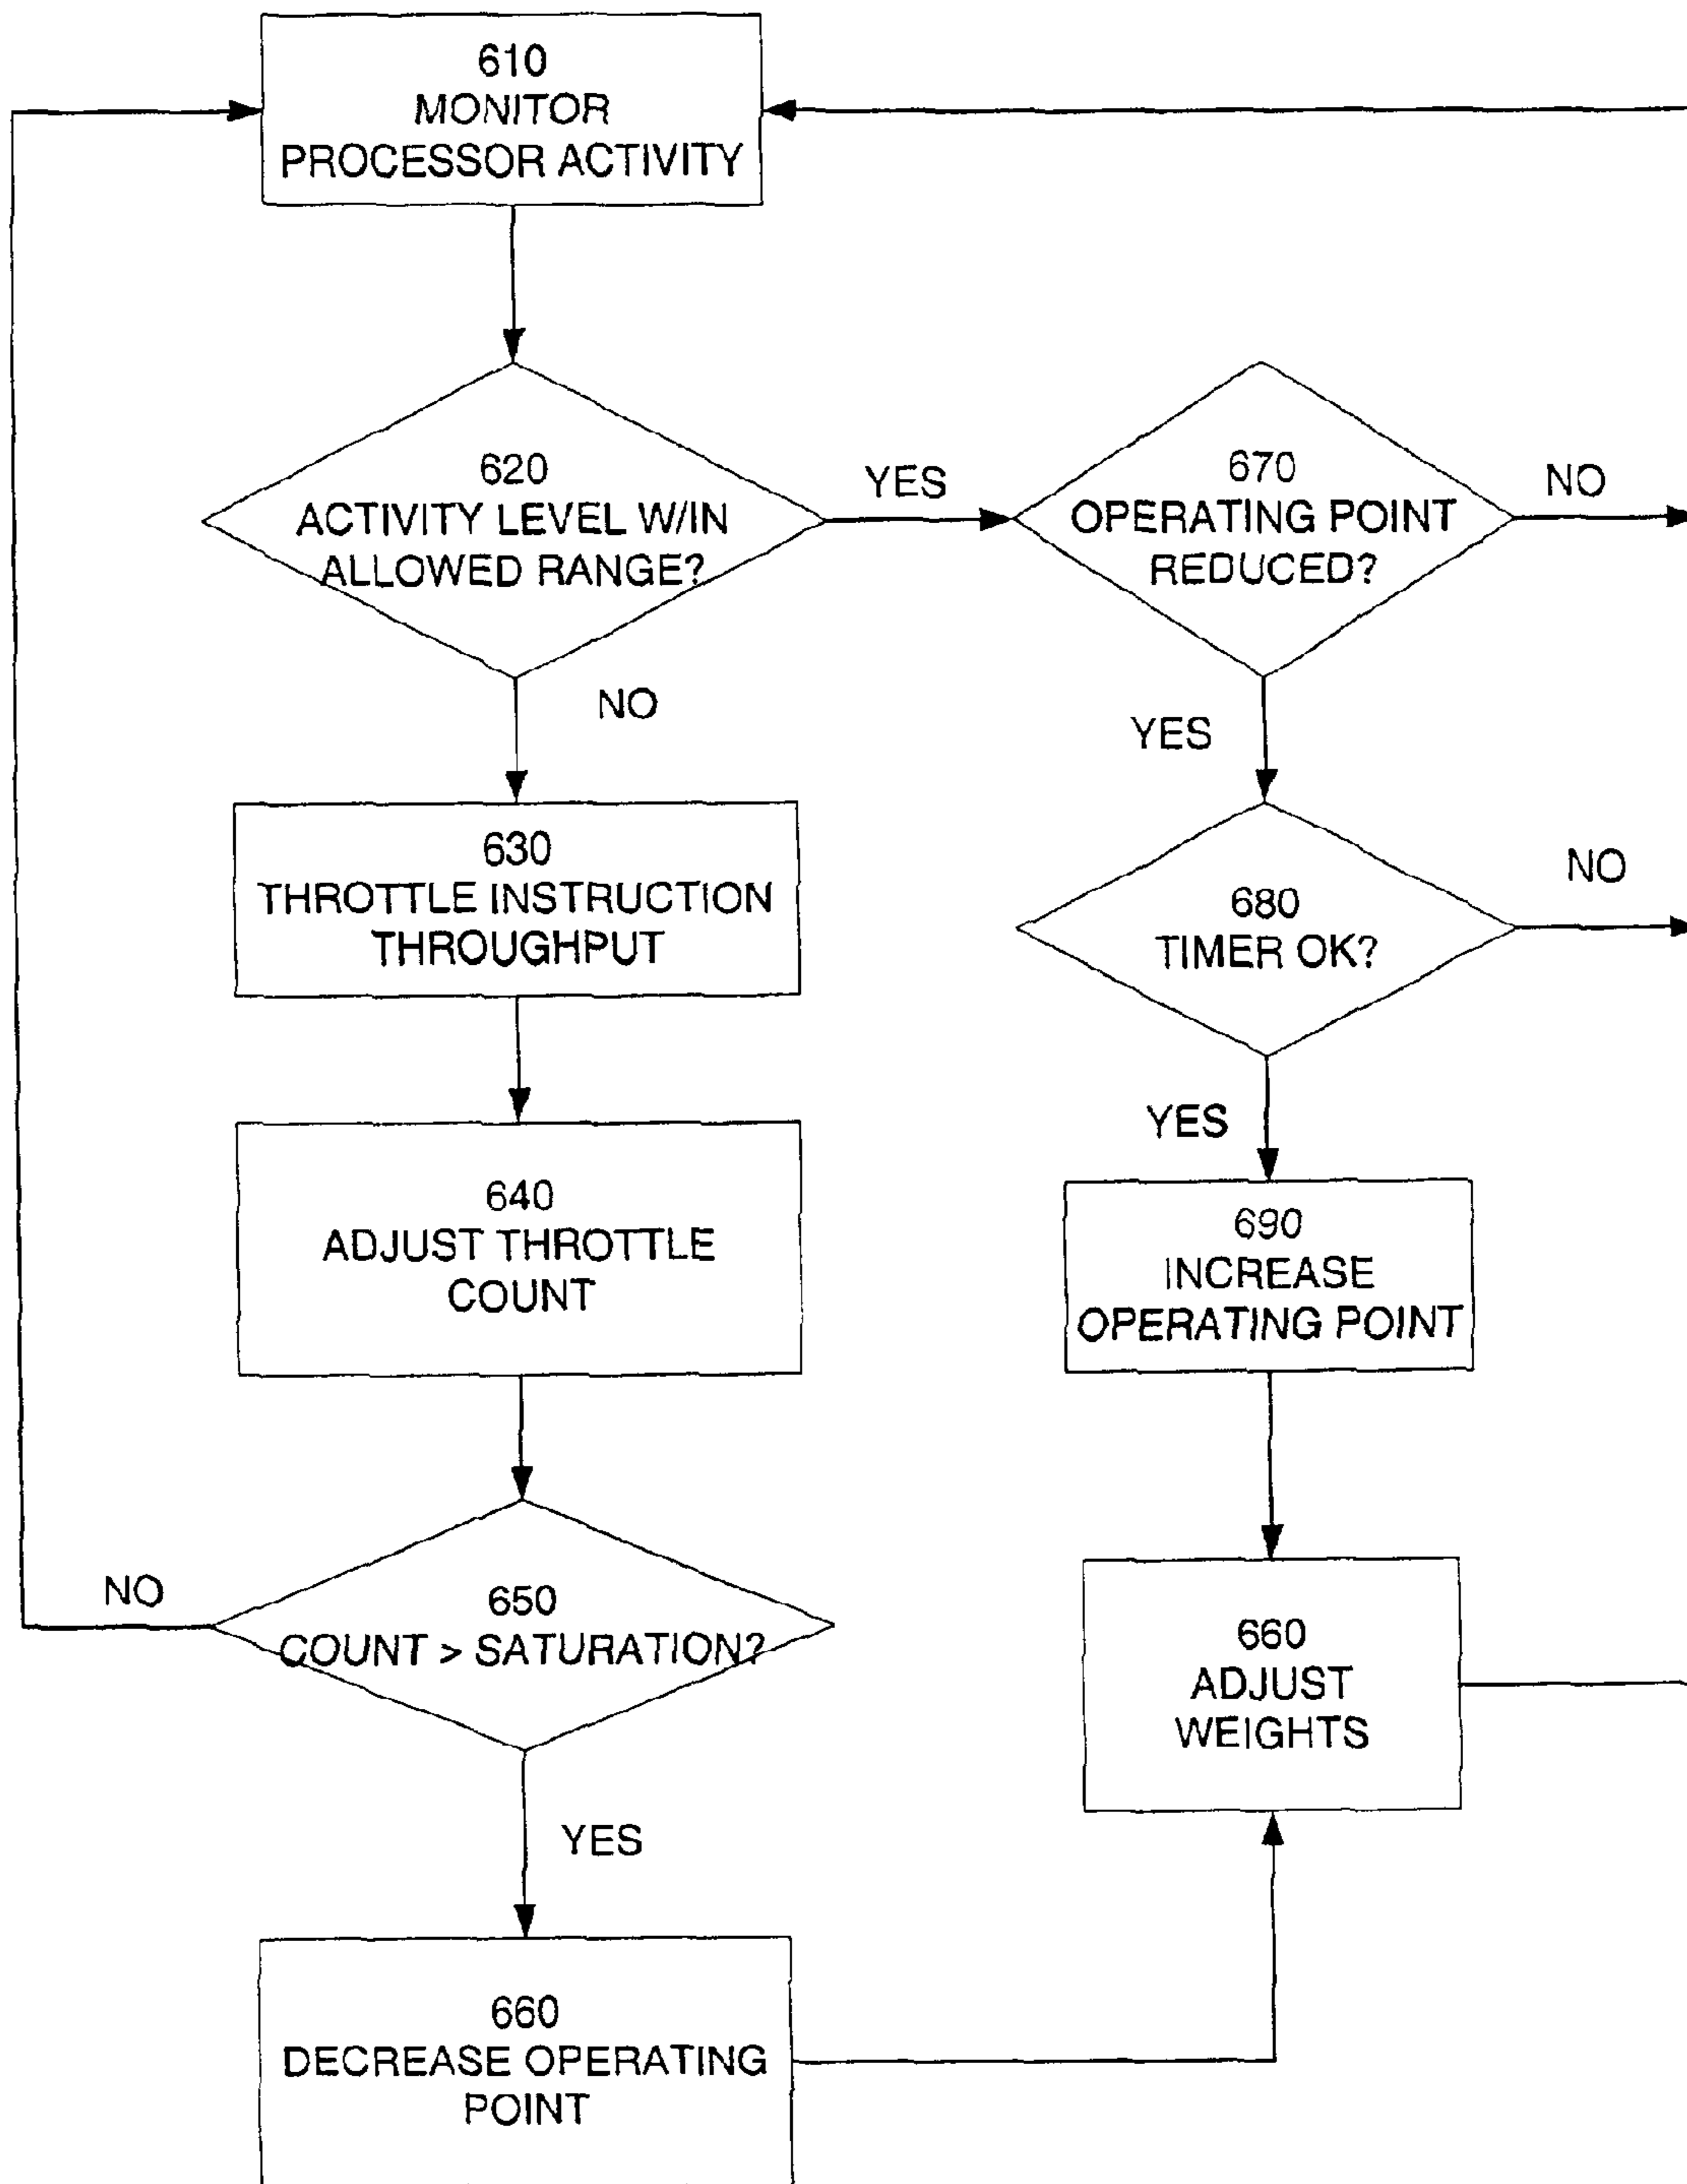 610
MONITOR
PROCESSOR ACTIVITY
620
ACTIVITY LEVEL W/IN
ALLOWED RANGE?
YES
670
OPERATING POINT
REDUCED?
NO
NO
YES
630
THROTTLE INSTRUCTION
THROUGHPUT
680
TIMER OK?
NO
640
ADJUST THROTTLE
COUNT
YES
690
INCREASE
OPERATING POINT
NO
650
COUNT > SATURATION?
660
ADJUST
WEIGHTS
YES
660
DECREASE OPERATING
POINT